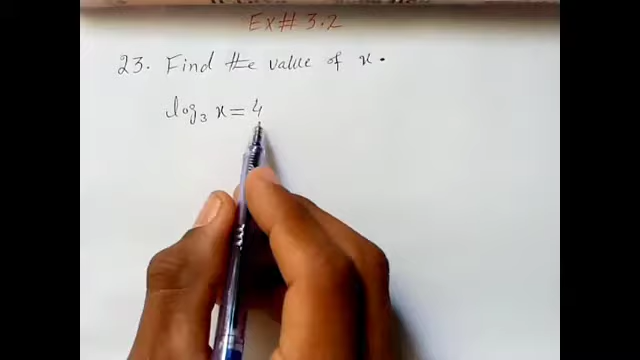 Ex# 3.2
23. Find the value of x.
log₃ x = 4